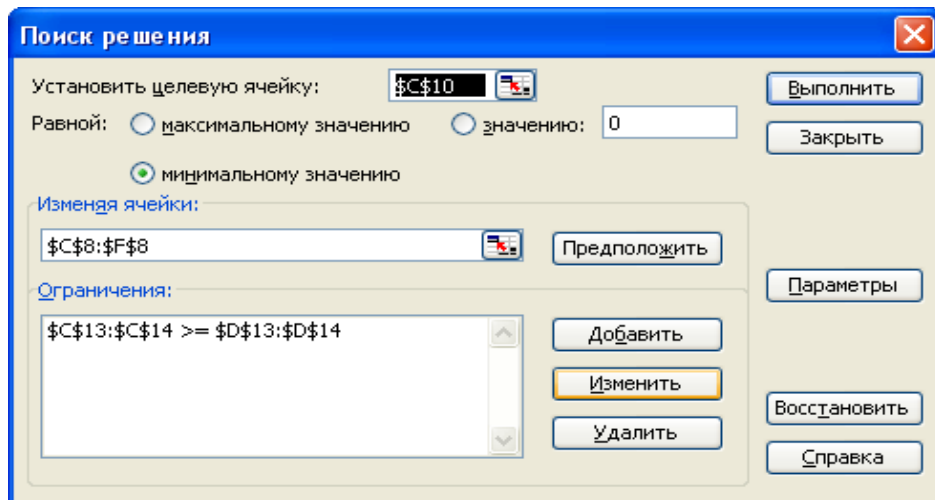 Поиск решения
Установить целевую ячейку: $C$10
Выполнить
Равной: максимальному значению значению: 0
Закрыть
минимальному значению
Изменяя ячейки:
$C$8:$F$8
Предположить
Параметры
Ограничения:
$C$13:$C$14 >= $D$13:$D$14
Добавить
Изменить
Восстановить
Удалить
Справка